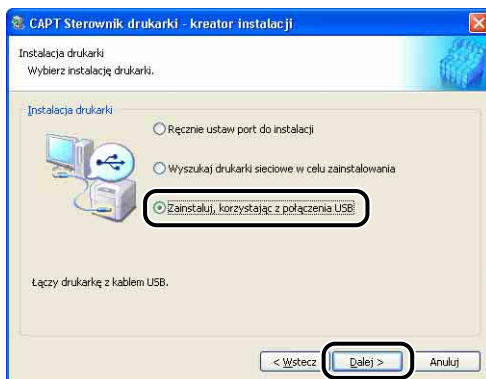 CAPT Sterownik drukarki - kreator instalacji
Instalacja drukarki
Wybierz instalację drukarki.
Instalacja drukarki
Ręcznie ustaw port do instalacji
Wyszukaj drukarki sieciowe w celu zainstalowania
Zainstaluj, korzystając z połączenia USB
Łączy drukarkę z kablem USB.
< Wstecz
Dalej >
Anuluj